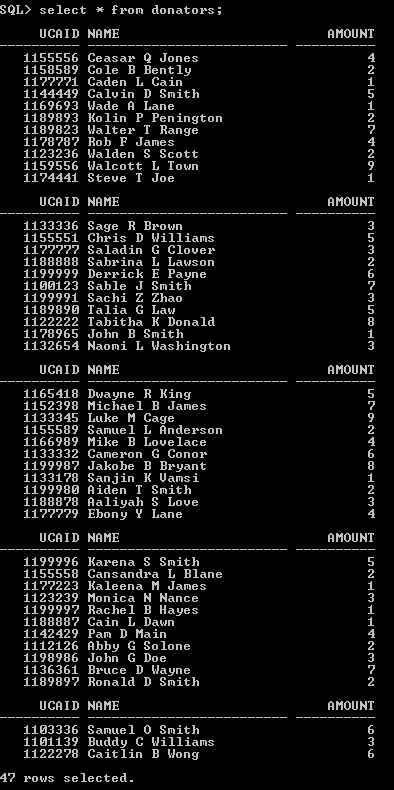 SQL> select * from donators;
UCAID NAME AMOUNT
---------- ------------------------------ ----------
1155556 Ceasar Q Jones 4
1158589 Cole B Bently 2
1177771 Caden L Cain 1
1144449 Calvin D Smith 5
1169693 Wade A Lane 1
1189893 Kolin P Penington 2
1189823 Walter T Range 7
1178787 Rob F James 4
1123236 Walden S Scott 2
1159556 Walcott L Town 9
1174441 Steve T Joe 1
UCAID NAME AMOUNT
---------- ------------------------------ ----------
1133336 Sage R Brown 3
1155551 Chris D Williams 5
1177777 Saladin G Clover 3
1188888 Sabrina L Lawson 2
1199999 Derrick E Payne 6
1100123 Sable J Smith 7
1199991 Sachi Z Zhao 3
1189890 Talia G Law 5
1122222 Tabitha K Donald 8
1178965 John B Smith 1
1132654 Naomi L Washington 3
UCAID NAME AMOUNT
---------- ------------------------------ ----------
1165418 Dwayne R King 5
1152398 Michael B James 7
1133345 Luke M Cage 9
1155589 Samuel L Anderson 2
1166989 Mike B Lovelace 4
1133332 Cameron G Conor 6
1199987 Jakobe B Bryant 8
1133178 Sanjin K Vamsi 1
1199980 Aiden T Smith 2
1188878 Aaliyah S Love 3
1177779 Ebony Y Lane 4
UCAID NAME AMOUNT
---------- ------------------------------ ----------
1199996 Karena S Smith 5
1155558 Cansandra L Blane 2
1177223 Kaleena M James 1
1123239 Monica N Nance 3
1199997 Rachel B Hayes 1
1188887 Cain L Dawn 1
1142429 Pam D Main 4
1112126 Abby G Solone 2
1198986 John G Doe 3
1136361 Bruce D Wayne 7
1189897 Ronald D Smith 2
UCAID NAME AMOUNT
---------- ------------------------------ ----------
1103336 Samuel O Smith 6
1101139 Buddy C Williams 3
1122278 Caitlin B Wong 6
47 rows selected.